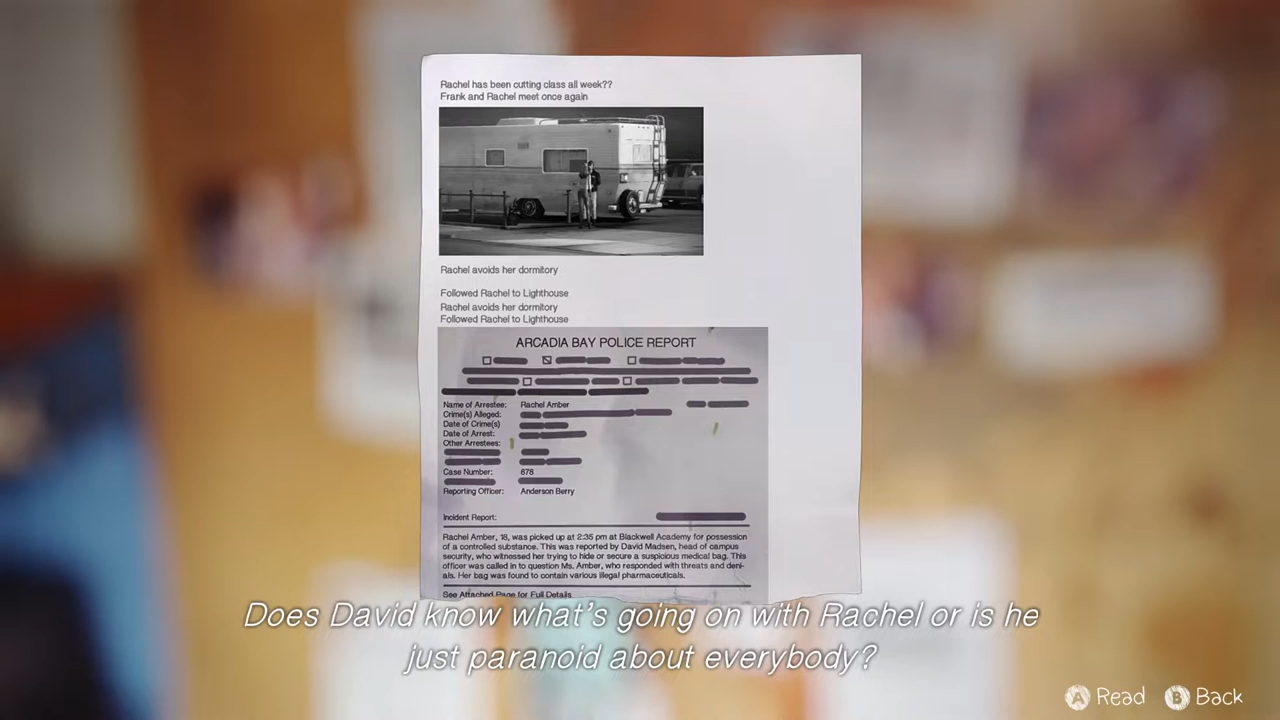 Rachel has been cutting class all week??
Frank and Rachel meet once again
Rachel avoids her dormitory
Followed Rachel to Lighthouse
Rachel avoids her dormitory
Followed Rachel to Lighthouse
ARCADIA BAY POLICE REPORT
Name of Arrestee: Rachel Amber
Crime(s) Alleged:
Date of Crime(s)
Date of Arrest:
Other Arrestees:
Case Number: 678
Reporting Officer: Anderson Berry
Incident Report:
Rachel Amber, 18, was picked up at 2:35 pm at Blackwell Academy for possession
of a controlled substance. This was reported by David Madsen, head of campus
security, who witnessed her trying to hide or secure a suspicious medical bag. This
officer was called in to question Ms. Amber, who responded with threats and deni-
als. Her bag was found to contain various illegal pharmaceuticals.
See Attached Page for Full Details
Does David know what's going on with Rachel or is he
just paranoid about everybody?
A Read B Back